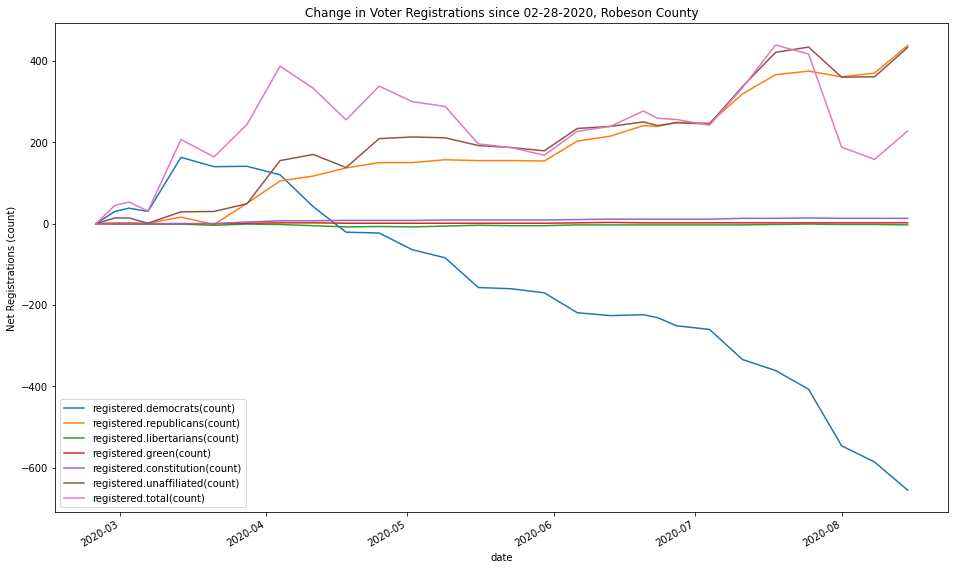 Change in Voter Registrations since 02-28-2020, Robeson County
Net Registrations (count)
400
200
0
−200
−400
−600
registered.democrats(count)
registered.republicans(count)
registered.libertarians(count)
registered.green(count)
registered.constitution(count)
registered.unaffiliated(count)
registered.total(count)
2020-03
2020-04
2020-05
2020-06
2020-07
2020-08
date